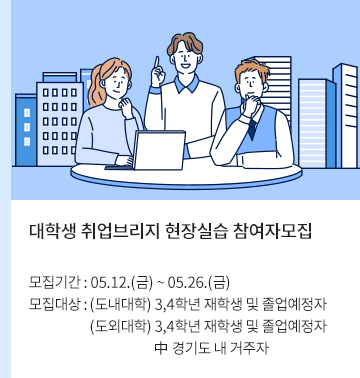 대학생 취업브리지 현장실습 참여자모집
모집기간 : 05.12.(금) ~ 05.26.(금)
모집대상 : (도내대학) 3,4학년 재학생 및 졸업예정자
(도외대학) 3,4학년 재학생 및 졸업예정자
中 경기도 내 거주자